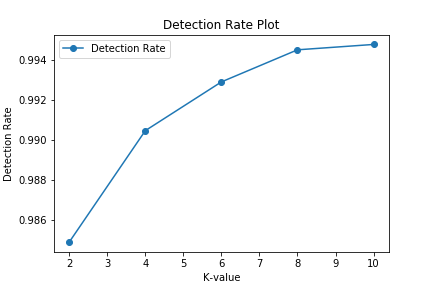 Detection Rate Plot
Detection Rate
0.994
0.992
0.990
0.988
0.986
Detection Rate
2 3 4 5 6 7 8 9 10
K-value